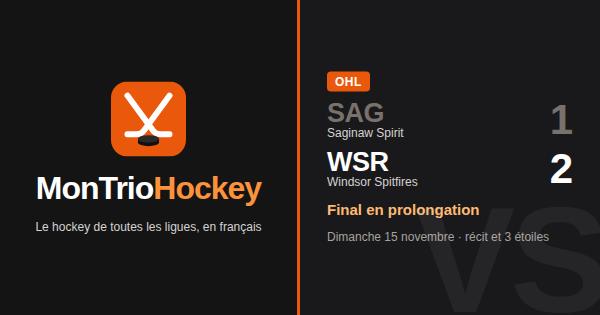 MonTrioHockey
Le hockey de toutes les ligues, en français
OHL
SAG 1
Saginaw Spirit
WSR 2
Windsor Spitfires
Final en prolongation
Dimanche 15 novembre · récit et 3 étoiles
VS